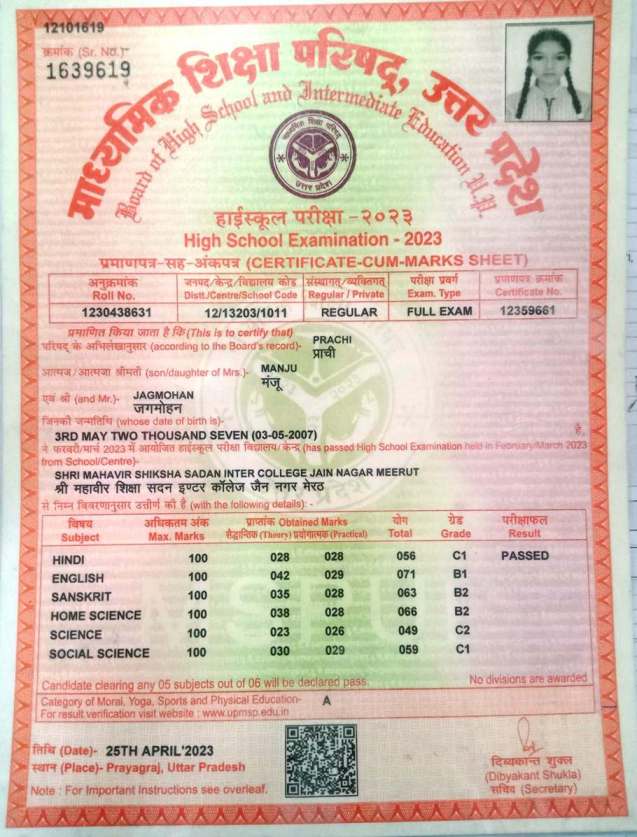 12101619
क्रमांक (Sr. No.)
1639619
माध्यमिक शिक्षा परिषद्, उत्तर प्रदेश
Board of High School and Intermediate Education U.P.
माध्यमिक शिक्षा परिषद्
उत्तर प्रदेश
हाईस्कूल परीक्षा -२०२३
High School Examination - 2023
प्रमाणपत्र-सह-अंकपत्र (CERTIFICATE-CUM-MARKS SHEET)
अनुक्रमांक जनपद/केन्द्र/विद्यालय कोड संस्थागत्/व्यक्तिगत् परीक्षा प्रवर्ग प्रमाणपत्र क्रमांक
Roll No. Distt./Centre/School Code Regular / Private Exam. Type Certificate No.
1230438631 12/13203/1011 REGULAR FULL EXAM 12359661
प्रमाणित किया जाता है कि(This is to certify that)
PRACHI
परिषद् के अभिलेखानुसार (according to the Board's record)-
प्राची
MANJU
आत्मज/आत्मजा श्रीमती (son/daughter of Mrs.)-
मंजू
एवं श्री (and Mr.)- JAGMOHAN
जगमोहन
जिनकी जन्मतिथि (whose date of birth is)-
3RD MAY TWO THOUSAND SEVEN (03-05-2007) है,
ने फरवरी/मार्च 2023 में आयोजित हाईस्कूल परीक्षा विद्यालय/केन्द्र (has passed High School Examination held in February/March 2023
from School/Centre)-
SHRI MAHAVIR SHIKSHA SADAN INTER COLLEGE JAIN NAGAR MEERUT
श्री महावीर शिक्षा सदन इण्टर कॉलेज जैन नगर मेरठ
से निम्न विवरणानुसार उत्तीर्ण की है (with the following details): -
विषय अधिकतम अंक प्राप्तांक Obtained Marks योग ग्रेड परीक्षाफल
Subject Max. Marks सैद्धान्तिक (Theory) प्रयोगात्मक (Practical) Total Grade Result
HINDI 100 028 028 056 C1 PASSED
ENGLISH 100 042 029 071 B1
SANSKRIT 100 035 028 063 B2
HOME SCIENCE 100 038 028 066 B2
SCIENCE 100 023 026 049 C2
SOCIAL SCIENCE 100 030 029 059 C1
Candidate clearing any 05 subjects out of 06 will be declared pass. No divisions are awarded
Category of Moral, Yoga, Sports and Physical Education- A
For result verification visit website : www.upmsp.edu.in
तिथि (Date)- 25TH APRIL'2023
स्थान (Place)- Prayagraj, Uttar Pradesh
Note : For Important Instructions see overleaf.
दिव्यकान्त शुक्ल
(Dibyakant Shukla)
सचिव (Secretary)